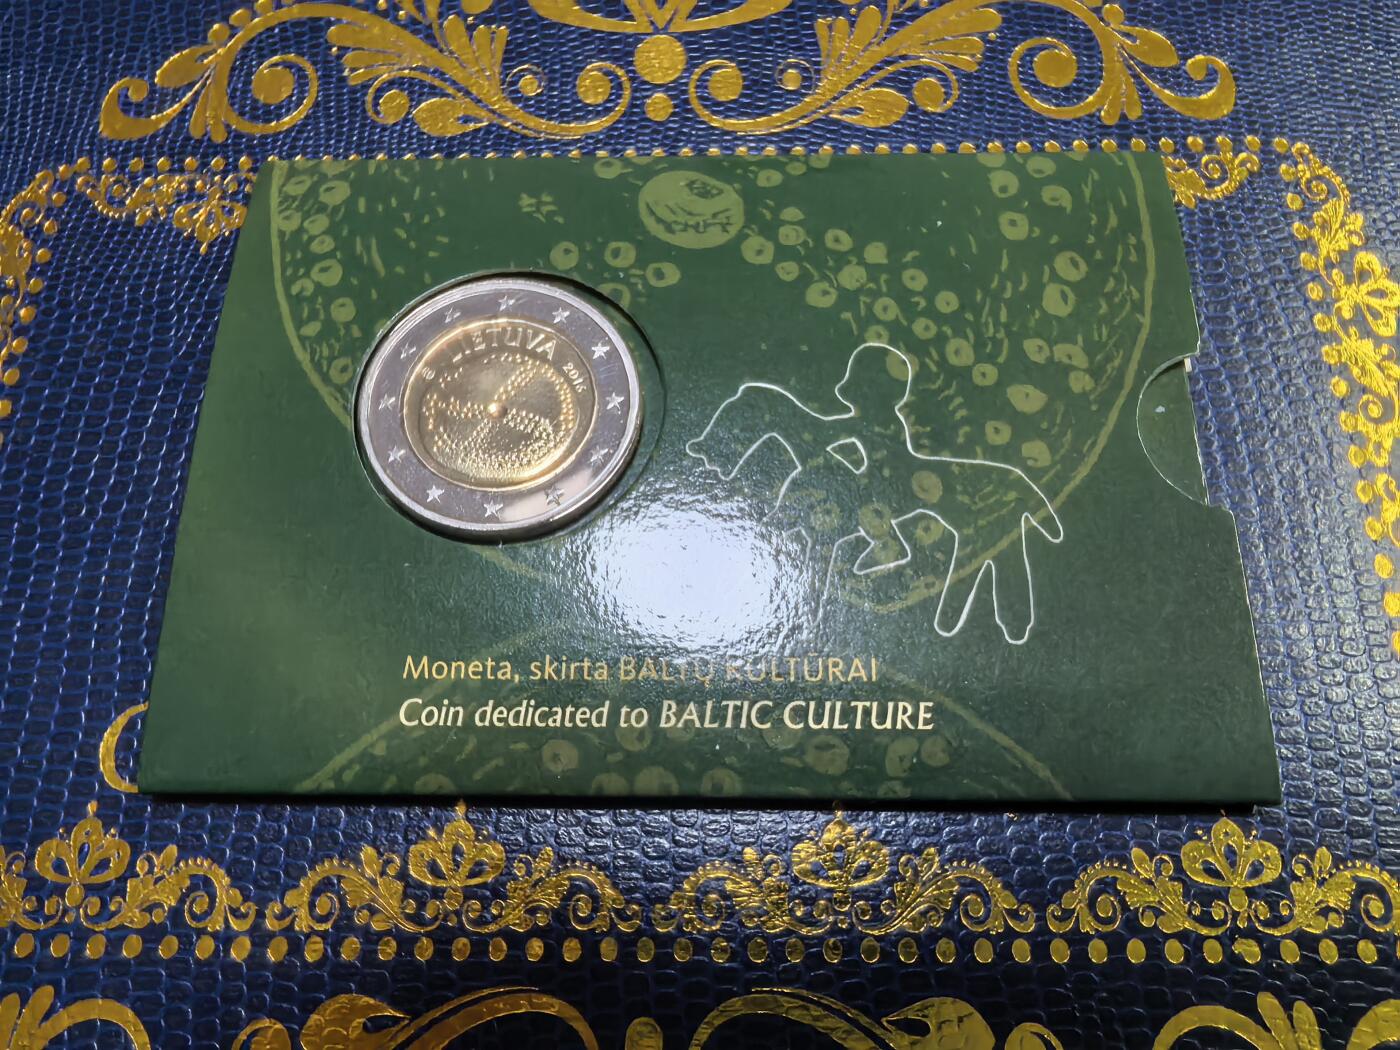 LIETUVA
2016
Moneta, skirta BALTŲ KULTŪRAI
Coin dedicated to BALTIC CULTURE